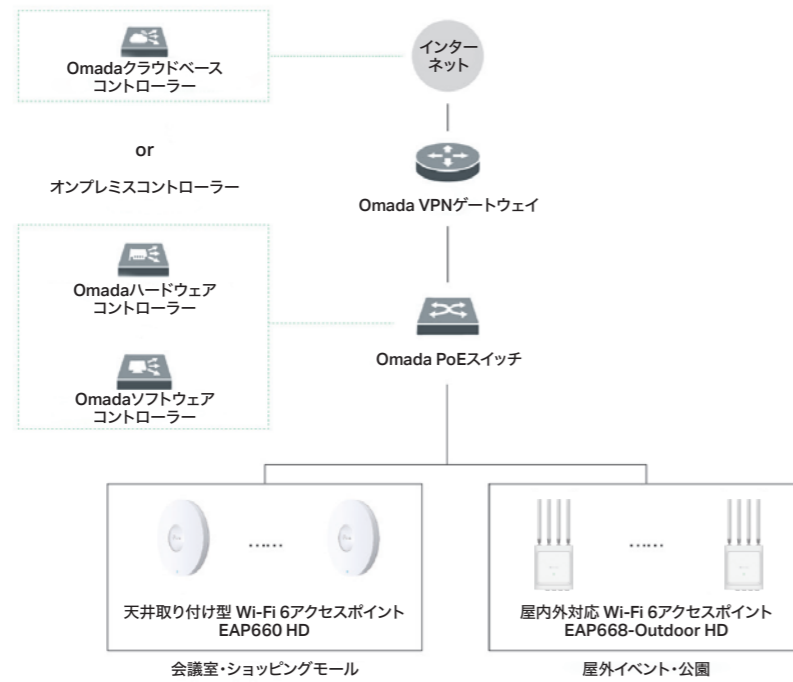 インター
ネット
Omadaクラウドベース
コントローラー
or
オンプレミスコントローラー
Omada VPNゲートウェイ
Omadaハードウェア
コントローラー
Omada PoEスイッチ
Omadaソフトウェア
コントローラー
……
……
天井取り付け型 Wi-Fi 6アクセスポイント
EAP660 HD
屋内外対応 Wi-Fi 6アクセスポイント
EAP668-Outdoor HD
会議室・ショッピングモール
屋外イベント・公園